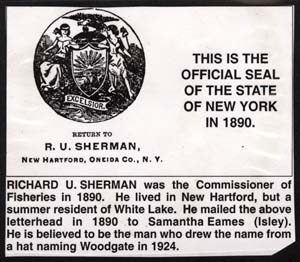 EXCELSIOR
THIS IS THE
OFFICIAL SEAL
OF THE STATE
OF NEW YORK
IN 1890.
RETURN TO
R. U. SHERMAN,
NEW HARTFORD, ONEIDA CO., N. Y.
RICHARD U. SHERMAN was the Commissioner of
Fisheries in 1890. He lived in New Hartford, but a
summer resident of White Lake. He mailed the above
letterhead in 1890 to Samantha Eames (Isley).
He is believed to be the man who drew the name from
a hat naming Woodgate in 1924.